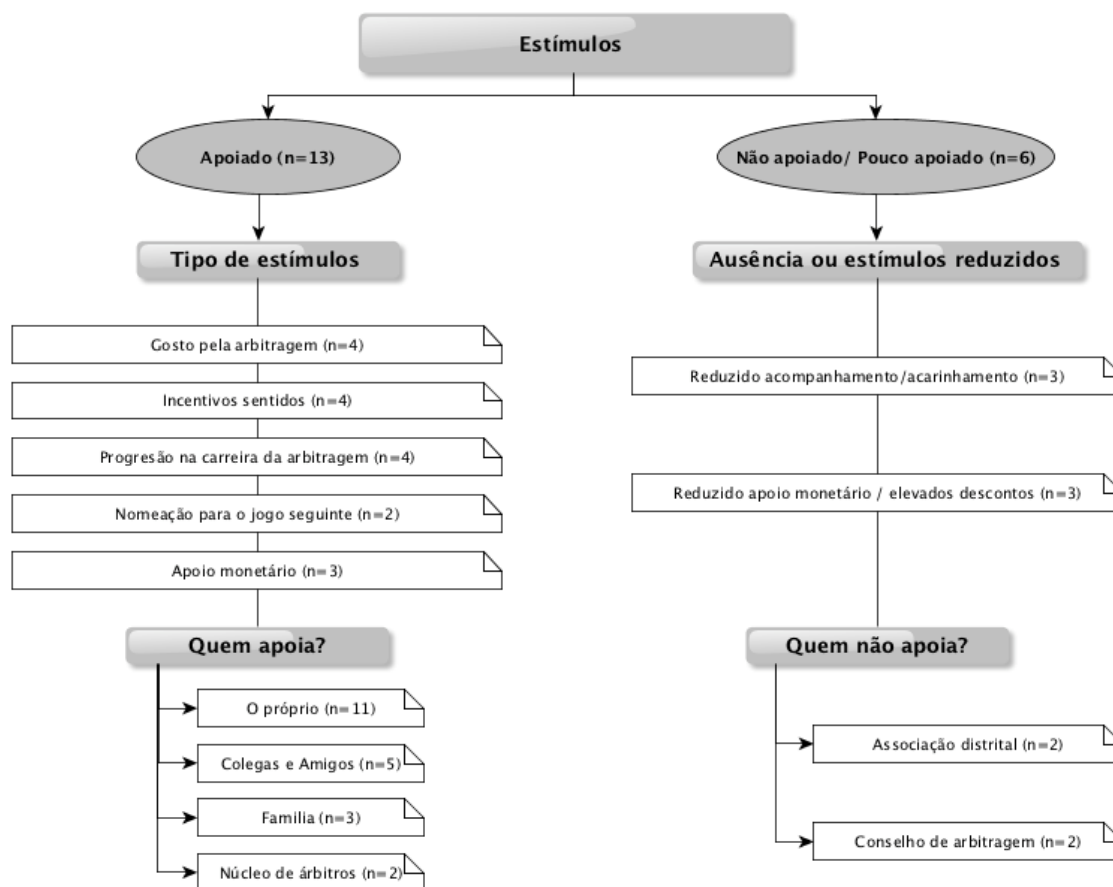 Estímulos
Apoiado (n=13)
Não apoiado/ Pouco apoiado (n=6)
Tipo de estímulos
Ausência ou estímulos reduzidos
Gosto pela arbitragem (n=4)
Incentivos sentidos (n=4)
Progresão na carreira da arbitragem (n=4)
Nomeação para o jogo seguinte (n=2)
Apoio monetário (n=3)
Reduzido acompanhamento/acarinhamento (n=3)
Reduzido apoio monetário / elevados descontos (n=3)
Quem apoia?
Quem não apoia?
O próprio (n=11)
Colegas e Amigos (n=5)
Familia (n=3)
Núcleo de árbitros (n=2)
Associação distrital (n=2)
Conselho de arbitragem (n=2)